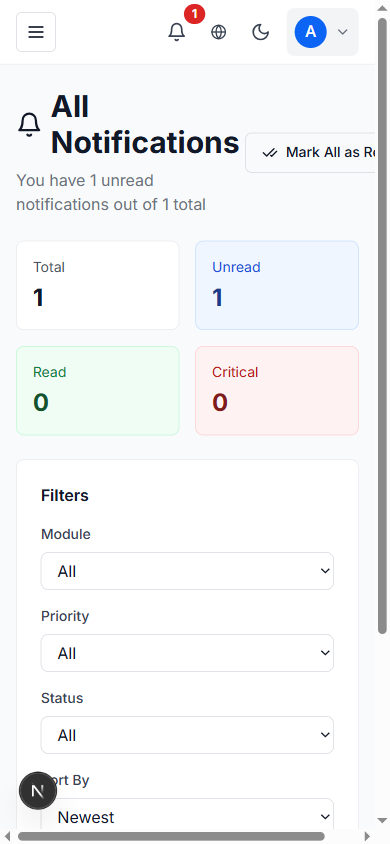 1
A
All
Notifications
Mark All as Re
You have 1 unread
notifications out of 1 total
Total
1
Unread
1
Read
0
Critical
0
Filters
Module
All
Priority
All
Status
All
ort By
Newest
N